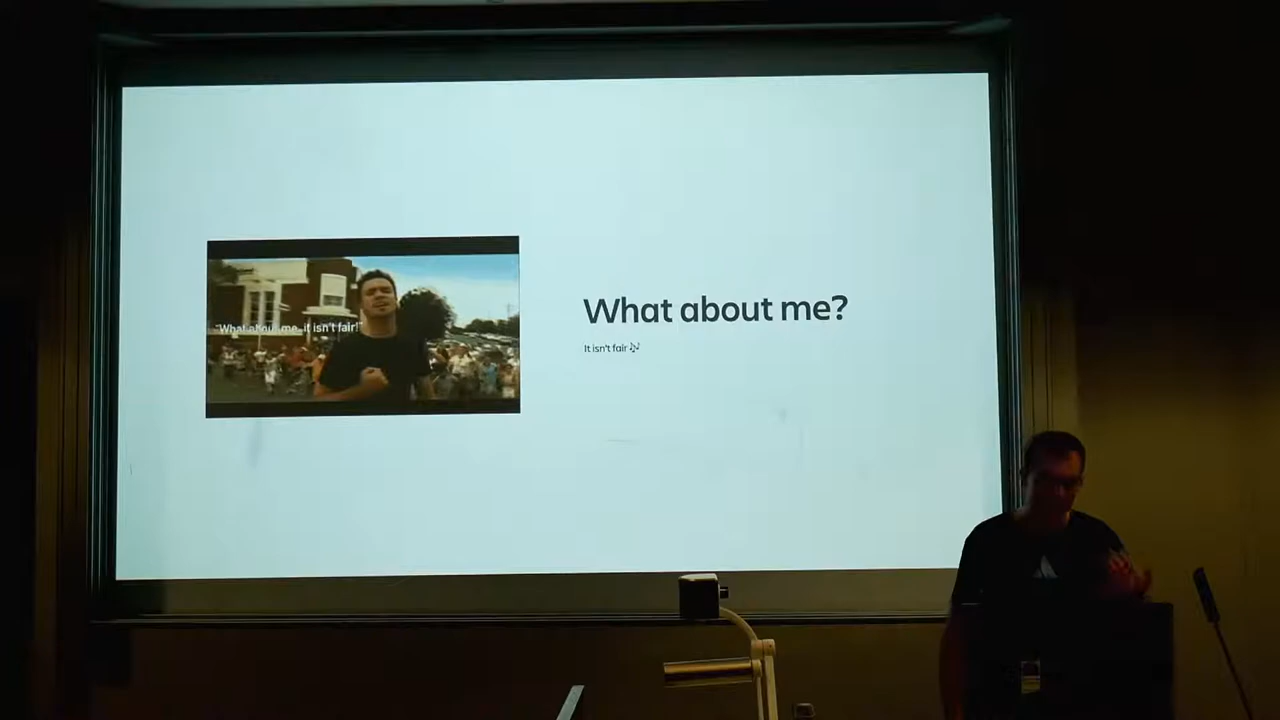 "What about me, it isn't fair!"
What about me?
It isn't fair 🎶